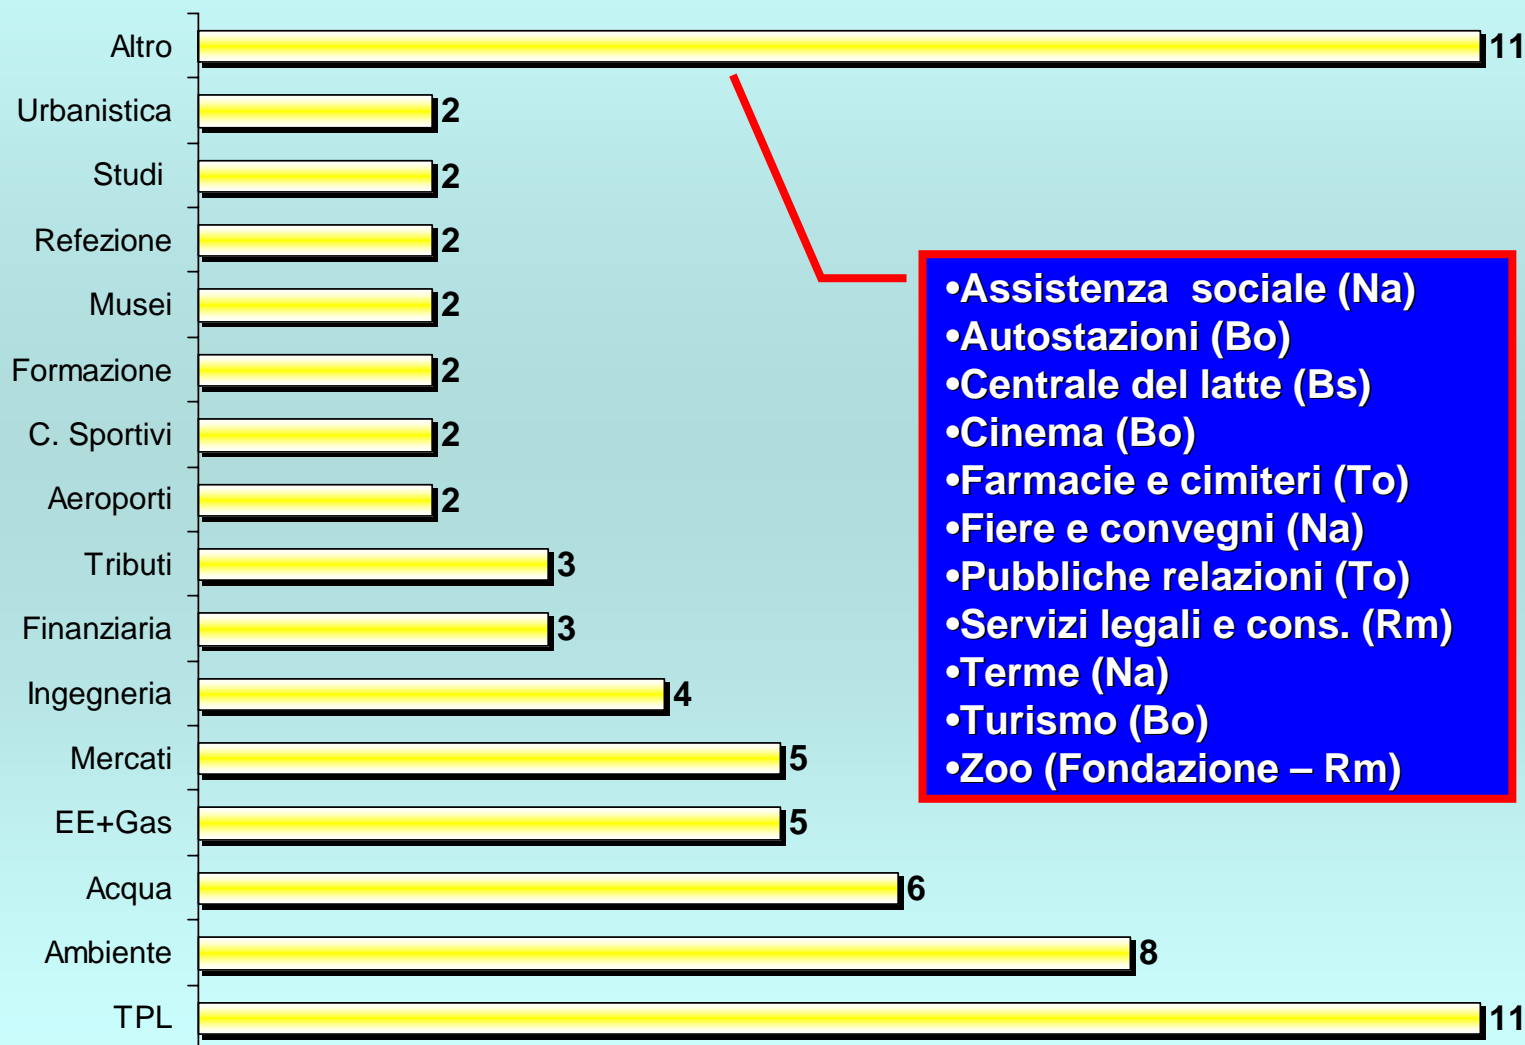 Altro 11
Urbanistica 2
Studi 2
Refezione 2
Musei 2
Formazione 2
C. Sportivi 2
Aeroporti 2
Tributi 3
Finanziaria 3
Ingegneria 4
Mercati 5
EE+Gas 5
Acqua 6
Ambiente 8
TPL 11
•Assistenza sociale (Na)
•Autostazioni (Bo)
•Centrale del latte (Bs)
•Cinema (Bo)
•Farmacie e cimiteri (To)
•Fiere e convegni (Na)
•Pubbliche relazioni (To)
•Servizi legali e cons. (Rm)
•Terme (Na)
•Turismo (Bo)
•Zoo (Fondazione – Rm)